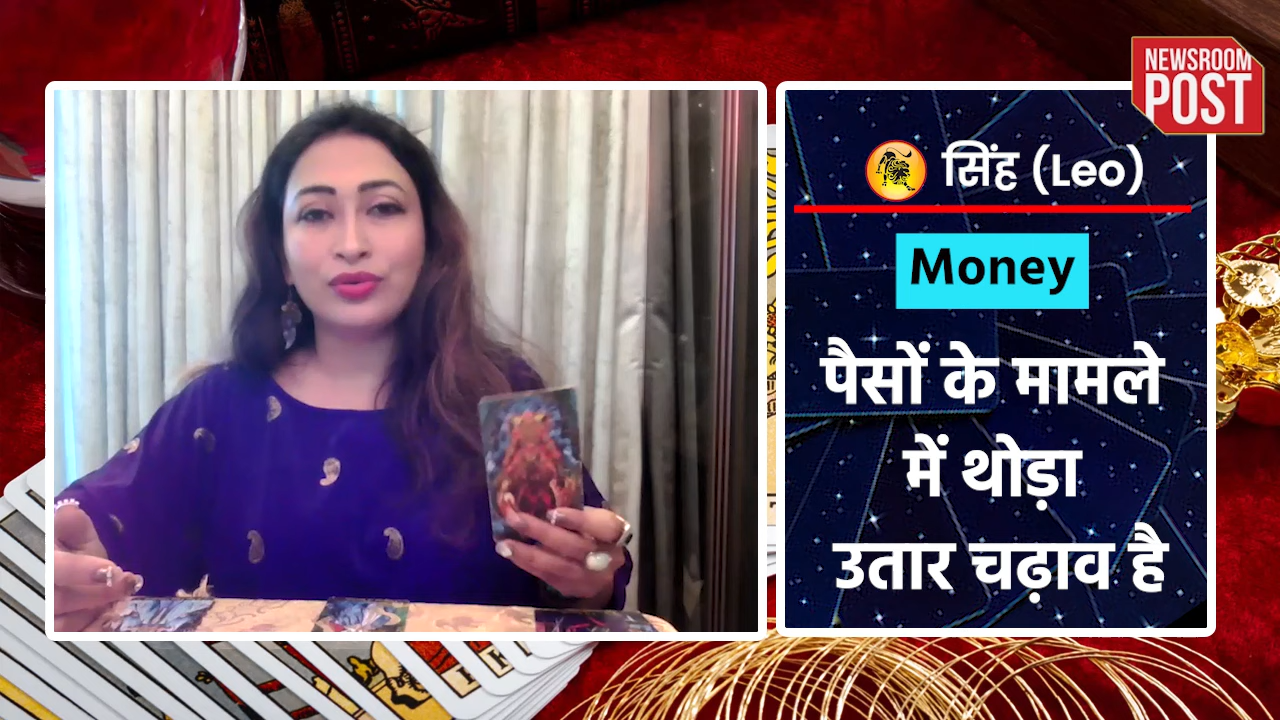 NEWSROOM
POST
सिंह (Leo)
Money
पैसों के मामले
में थोड़ा
उतार चढ़ाव है